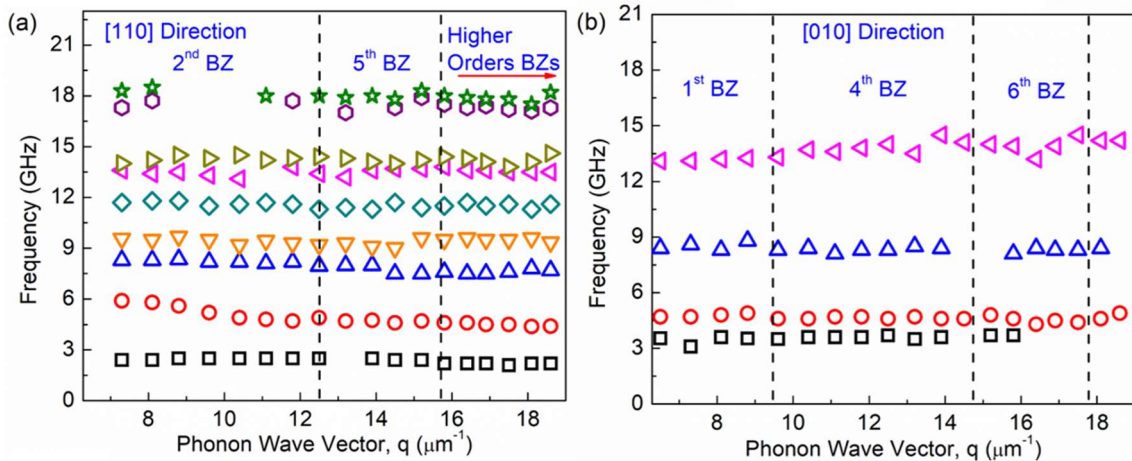 (a)
[110] Direction
2nd BZ
5th BZ
Higher
Orders BZs
21
18
15
12
9
6
3
0
Frequency (GHz)
8
10
12
14
16
18
Phonon Wave Vector, q (μm-1)
(b)
[010] Direction
1st BZ
4th BZ
6th BZ
21
18
15
12
9
6
3
0
Frequency (GHz)
8
10
12
14
16
18
Phonon Wave Vector, q (μm-1)